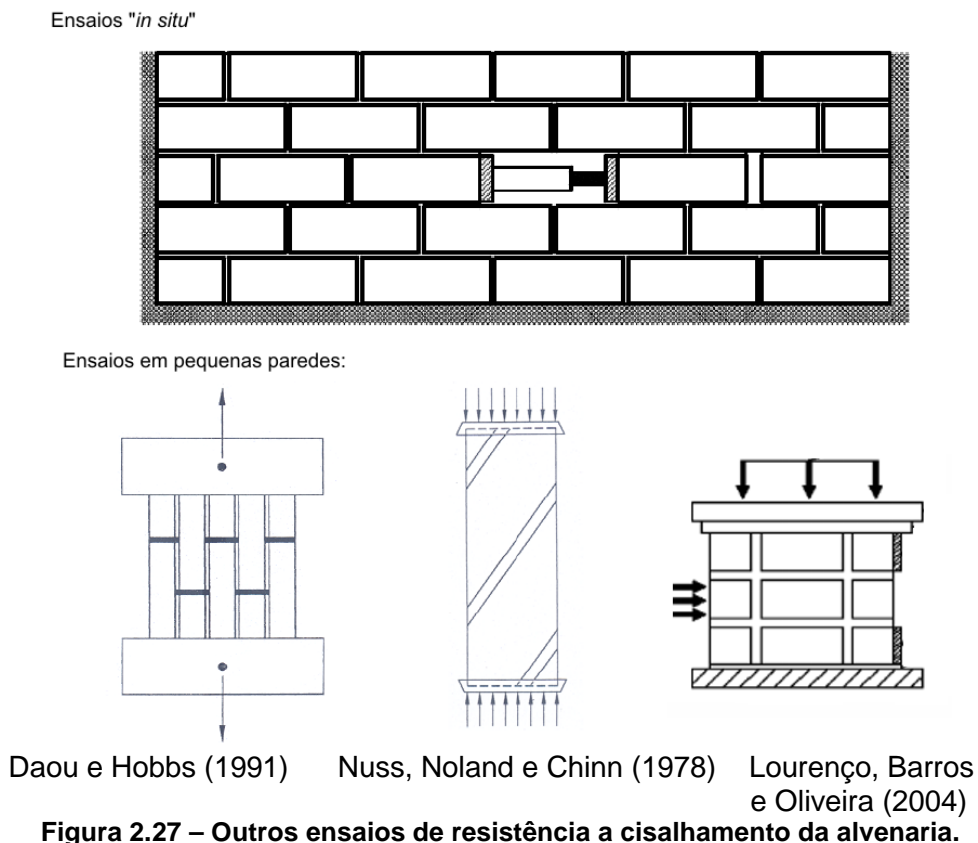 Ensaios "in situ"
Ensaios em pequenas paredes:
Daou e Hobbs (1991)
Nuss, Noland e Chinn (1978)
Lourenço, Barros
e Oliveira (2004)
Figura 2.27 – Outros ensaios de resistência a cisalhamento da alvenaria.